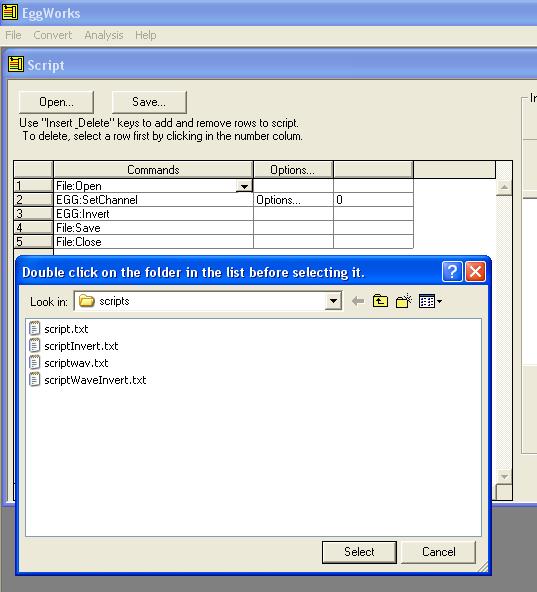 EggWorks
File Convert Analysis Help
Script
In
Open... Save...
Use "Insert_Delete" keys to add and remove rows to script.
To delete, select a row first by clicking in the number colum.
Commands Options...
1 File:Open
2 EGG:SetChannel Options... 0
3 EGG:Invert
4 File:Save
5 File:Close
Double click on the folder in the list before selecting it.
Look in: scripts
script.txt
scriptInvert.txt
scriptwav.txt
scriptWaveInvert.txt
Select Cancel